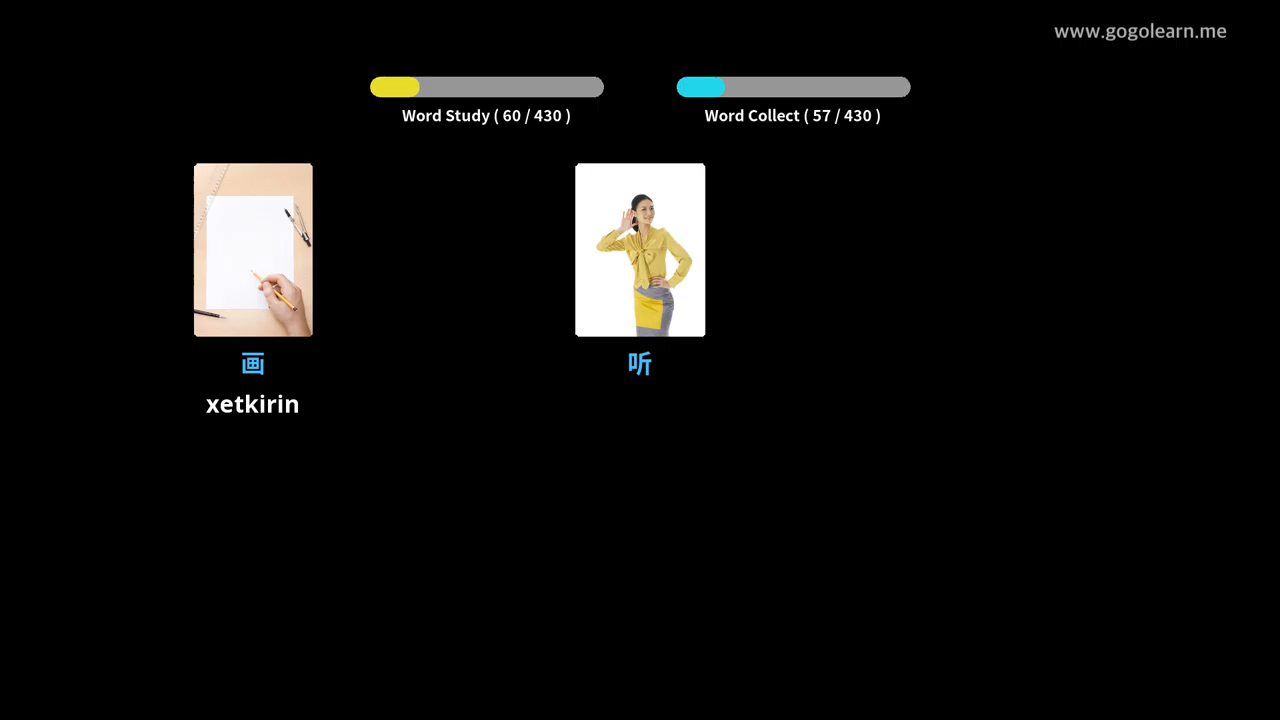 www.gogolearn.me
Word Study ( 60 / 430 )
Word Collect ( 57 / 430 )
画
听
xetkirin